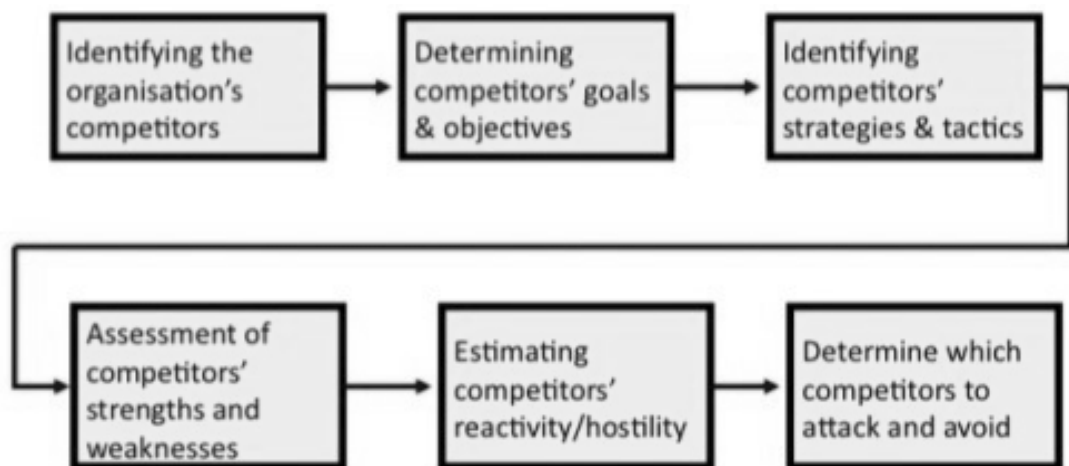 Identifying the
organisation's
competitors
Determining
competitors' goals
& objectives
Identifying
competitors'
strategies & tactics
Assessment of
competitors'
strengths and
weaknesses
Estimating
competitors'
reactivity/hostility
Determine which
competitors to
attack and avoid